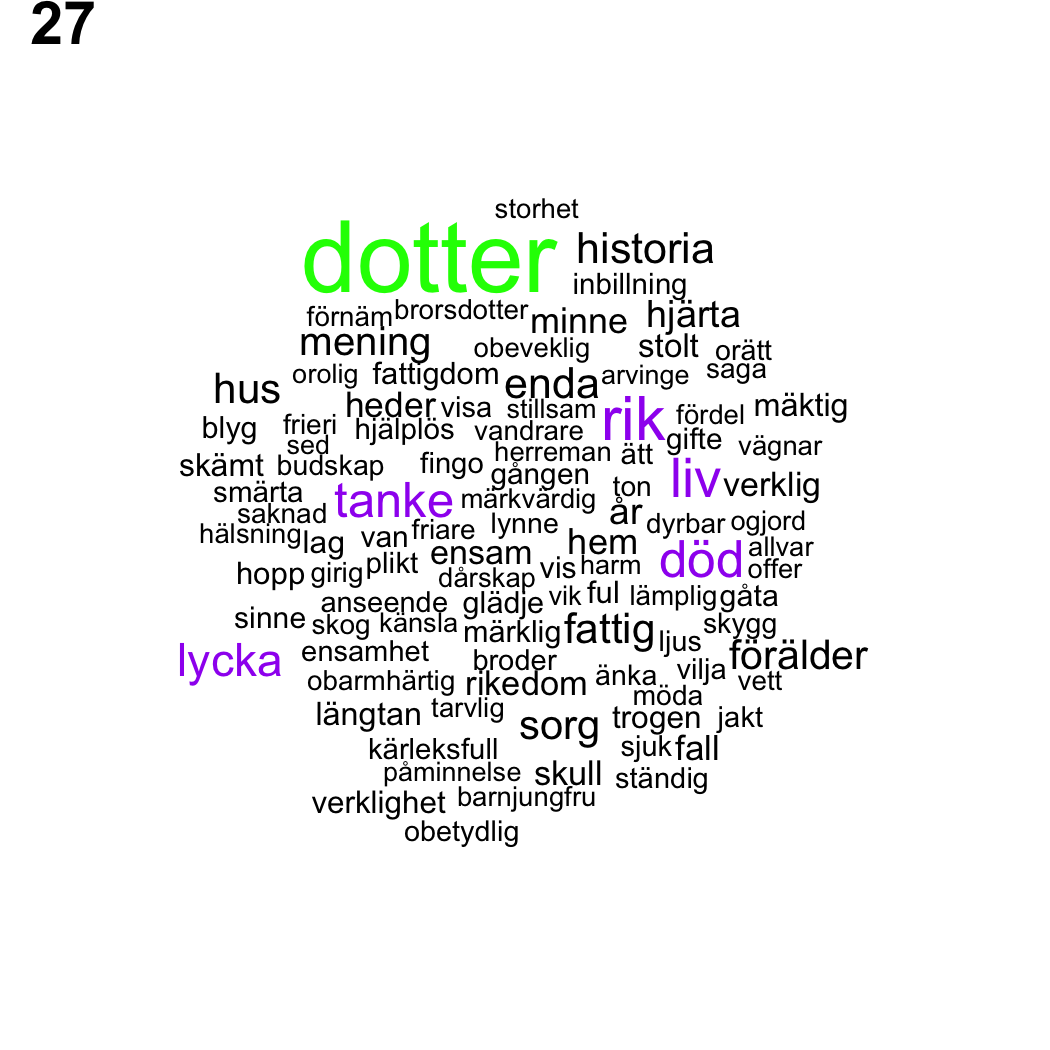 27
storhet
dotter historia
inbillning
förnäm brorsdotter minne hjärta
mening obeveklig stolt orätt
orolig fattigdom enda arvinge saga
hus heder visa stillsam rik fördel mäktig
blyg frieri hjälplös vandrare gifte vägnar
sed herreman ätt
skämt budskap fingo gången liv verklig
smärta tanke märkvärdig ton
saknad friare lynne år dyrbar ogjord
hälsning lag van ensam hem död allvar
hopp girig plikt dårskap vis harm offer
anseende glädje vik ful lämplig gåta
sinne skog känsla märklig fattig ljus skygg
lycka ensamhet broder änka vilja förälder
obarmhärtig rikedom möda vett
längtan tarvlig sorg trogen jakt
kärleksfull sjuk fall
påminnelse skull ständig
verklighet barnjungfru
obetydlig